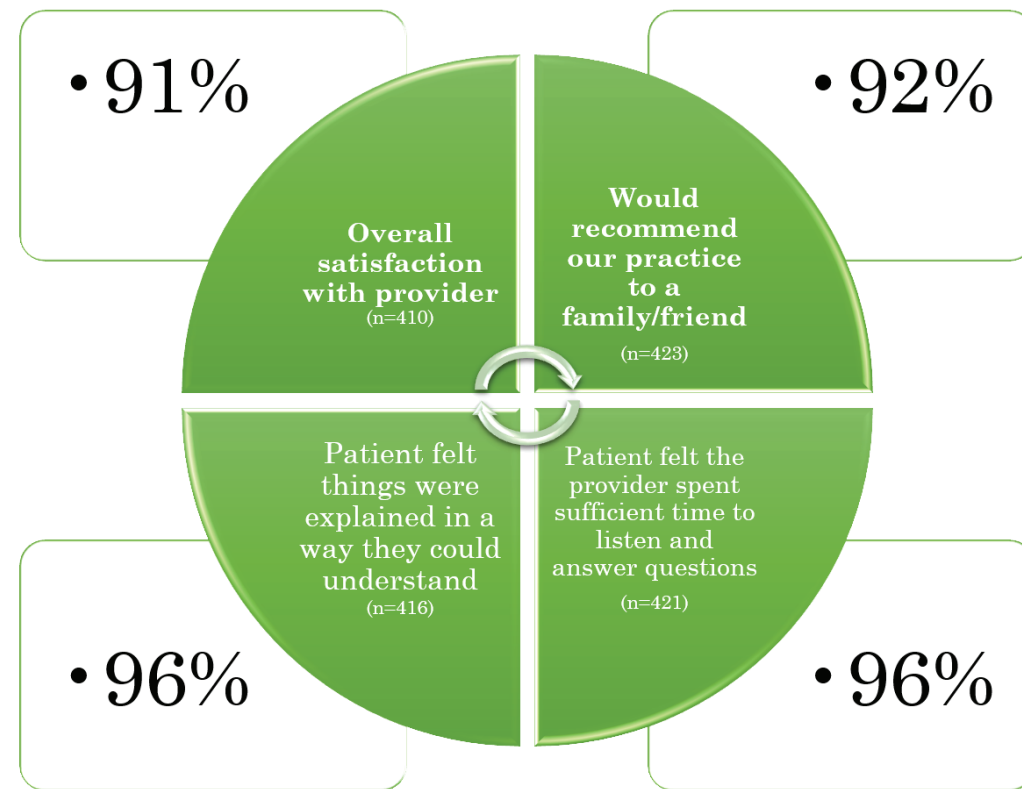 • 91%
Overall
satisfaction
with provider
(n=410)
• 92%
Would
recommend
our practice
to a
family/friend
(n=423)
Patient felt
things were
explained in a
way they could
understand
(n=416)
• 96%
Patient felt the
provider spent
sufficient time to
listen and
answer questions
(n=421)
• 96%